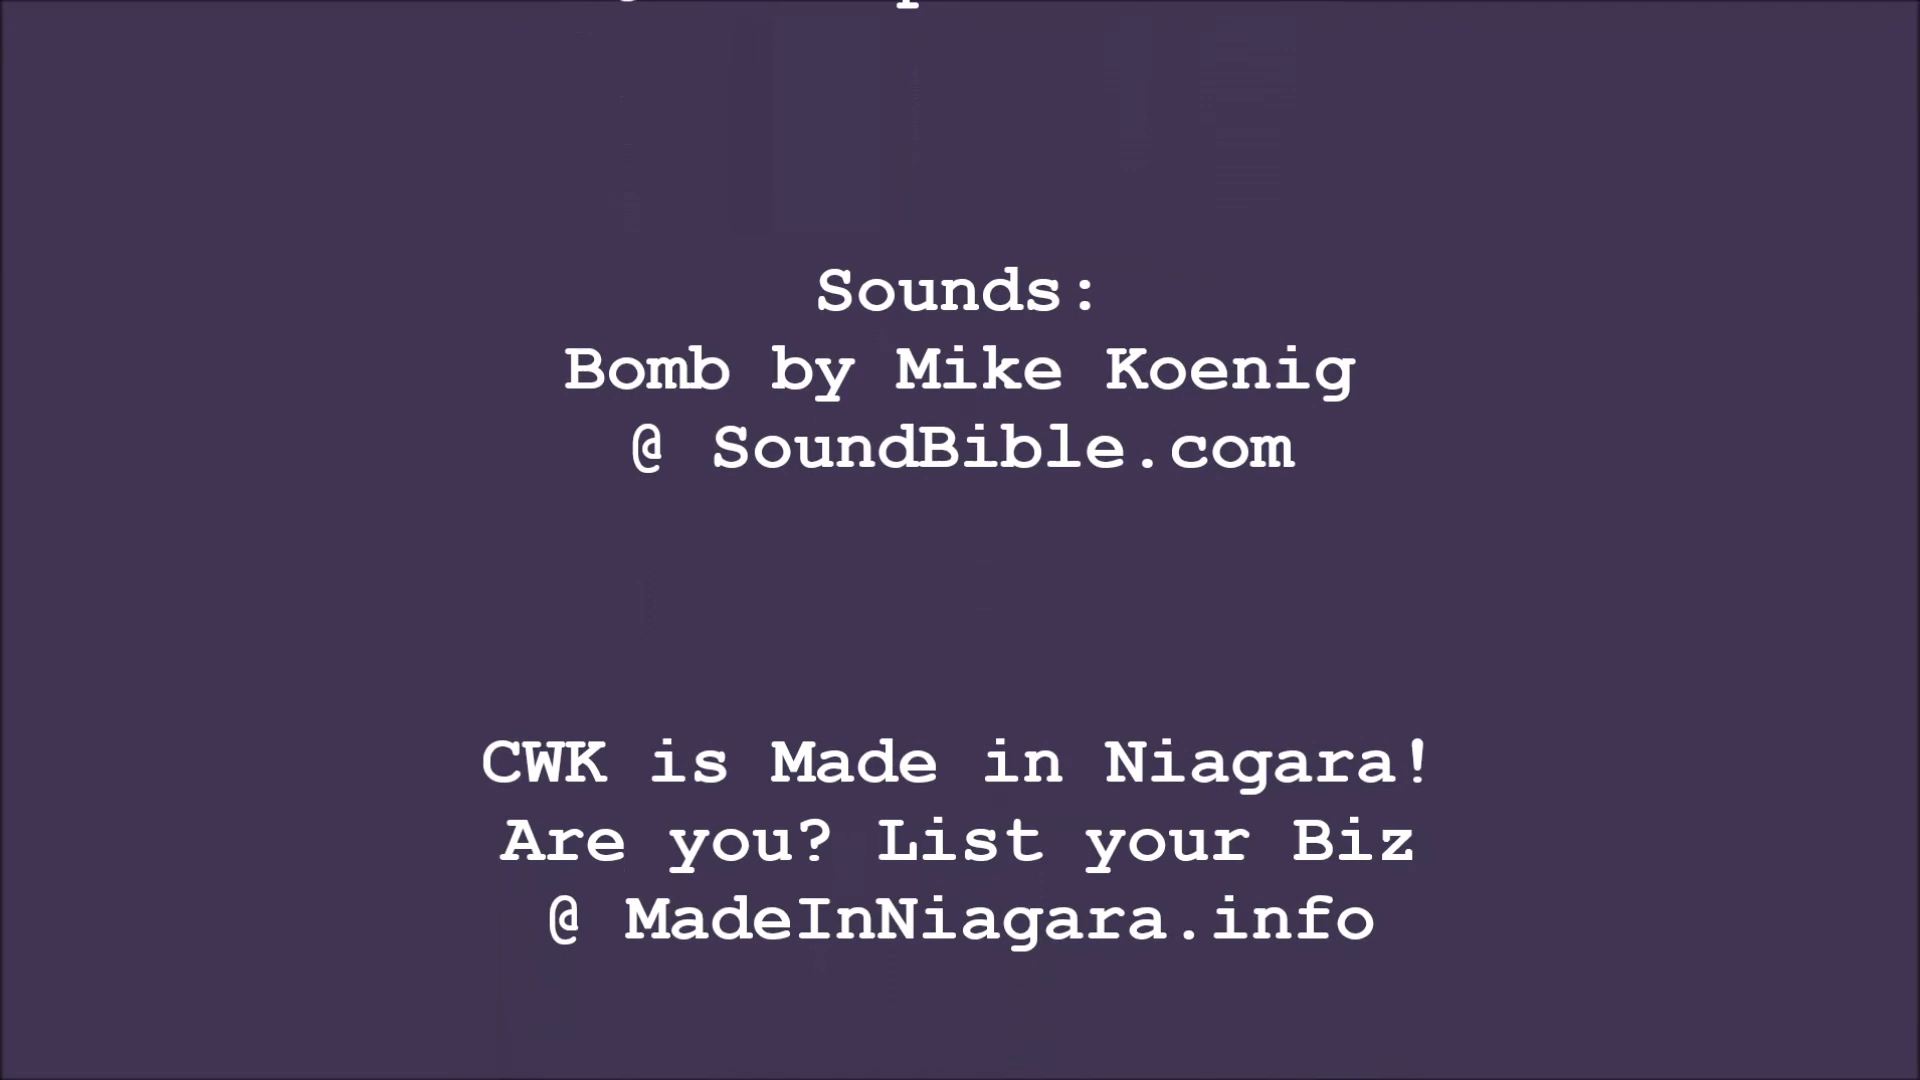 Sounds:
Bomb by Mike Koenig
@ SoundBible.com
CWK is Made in Niagara!
Are you? List your Biz
@ MadeInNiagara.info